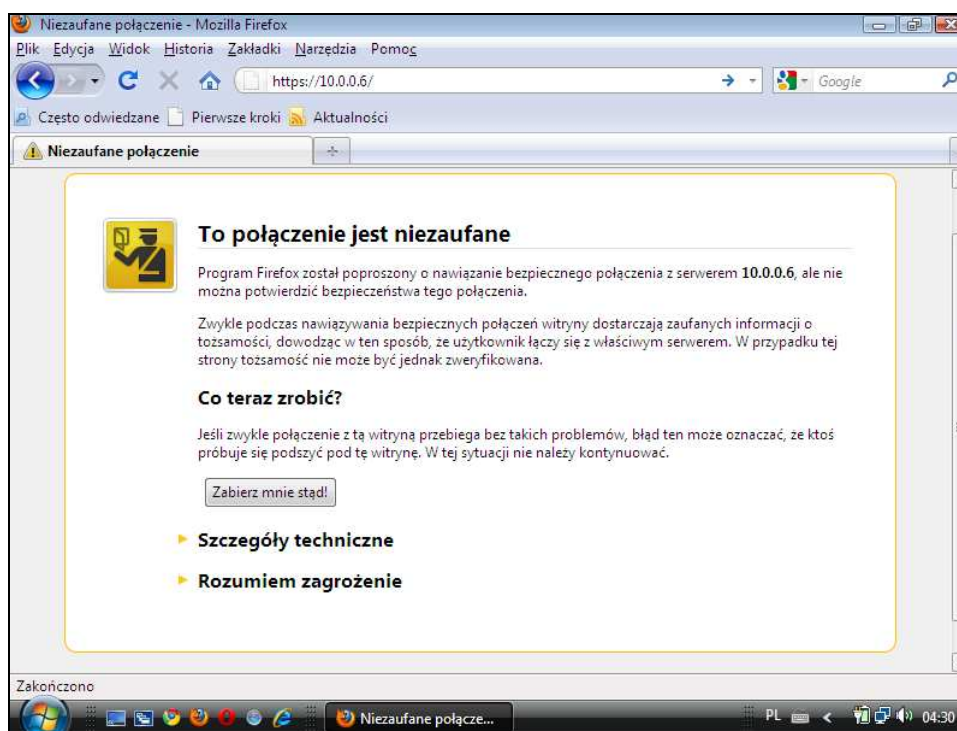 Niezaufane połączenie - Mozilla Firefox
Plik Edycja Widok Historia Zakładki Narzędzia Pomoc
https://10.0.0.6/ Google
Często odwiedzane Pierwsze kroki Aktualności
Niezaufane połączenie
To połączenie jest niezaufane
Program Firefox został poproszony o nawiązanie bezpiecznego połączenia z serwerem 10.0.0.6, ale nie
można potwierdzić bezpieczeństwa tego połączenia.
Zwykle podczas nawiązywania bezpiecznych połączeń witryny dostarczają zaufanych informacji o
tożsamości, dowodząc w ten sposób, że użytkownik łączy się z właściwym serwerem. W przypadku tej
strony tożsamość nie może być jednak zweryfikowana.
Co teraz zrobić?
Jeśli zwykle połączenie z tą witryną przebiega bez takich problemów, błąd ten może oznaczać, że ktoś
próbuje się podszyć pod tę witrynę. W tej sytuacji nie należy kontynuować.
Zabierz mnie stąd!
Szczegóły techniczne
Rozumiem zagrożenie
Zakończono
Niezaufane połącze... PL 04:30